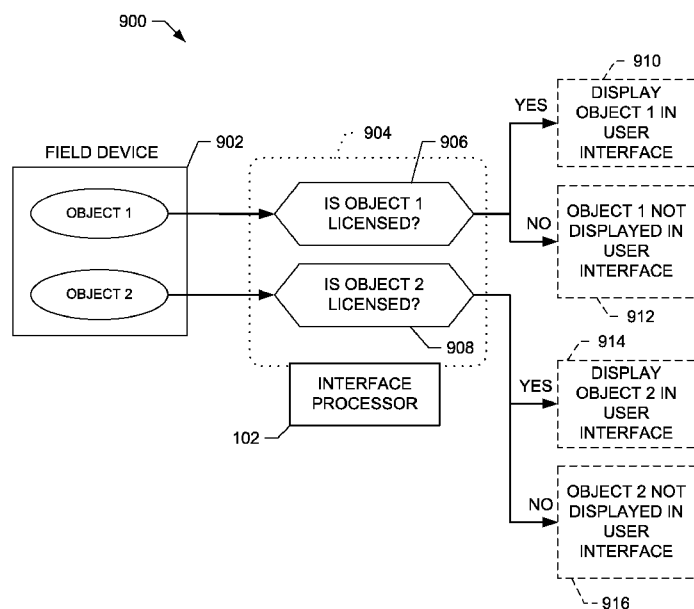 900
FIELD DEVICE
902
OBJECT 1
OBJECT 2
904
906
IS OBJECT 1
LICENSED?
IS OBJECT 2
LICENSED?
908
INTERFACE
PROCESSOR
102
910
YES
DISPLAY
OBJECT 1 IN
USER
INTERFACE
NO
OBJECT 1 NOT
DISPLAYED IN
USER
INTERFACE
912
914
YES
DISPLAY
OBJECT 2 IN
USER
INTERFACE
NO
OBJECT 2 NOT
DISPLAYED IN
USER
INTERFACE
916